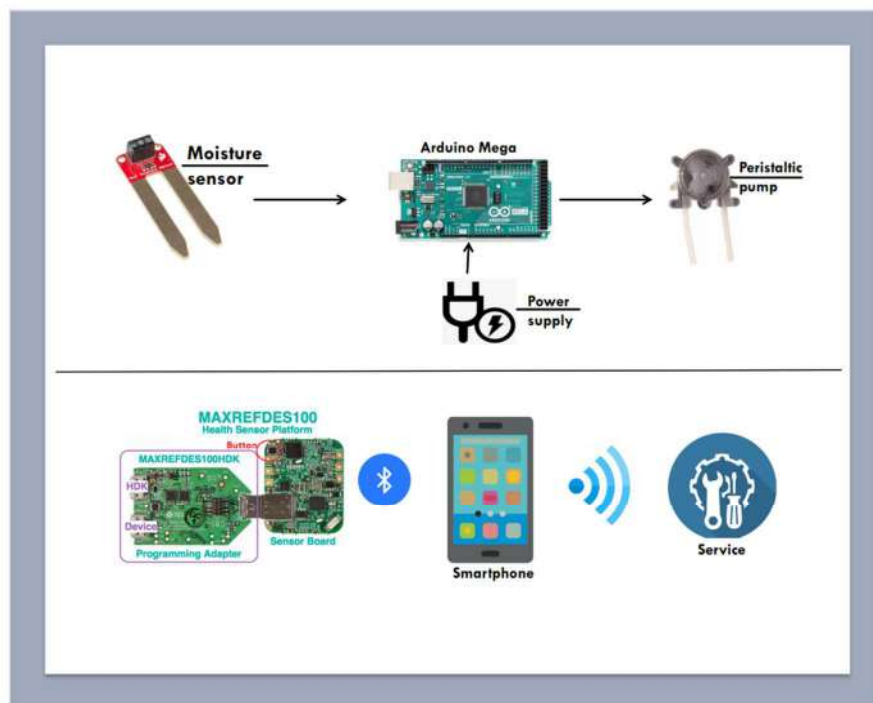 Moisture
sensor
Arduino Mega
Peristaltic
pump
Power
supply
MAXREFDES100
Health Sensor Platform
Button
MAXREFDES100HDK
HDK
Device
Programming Adapter
Sensor Board
Smartphone
Service